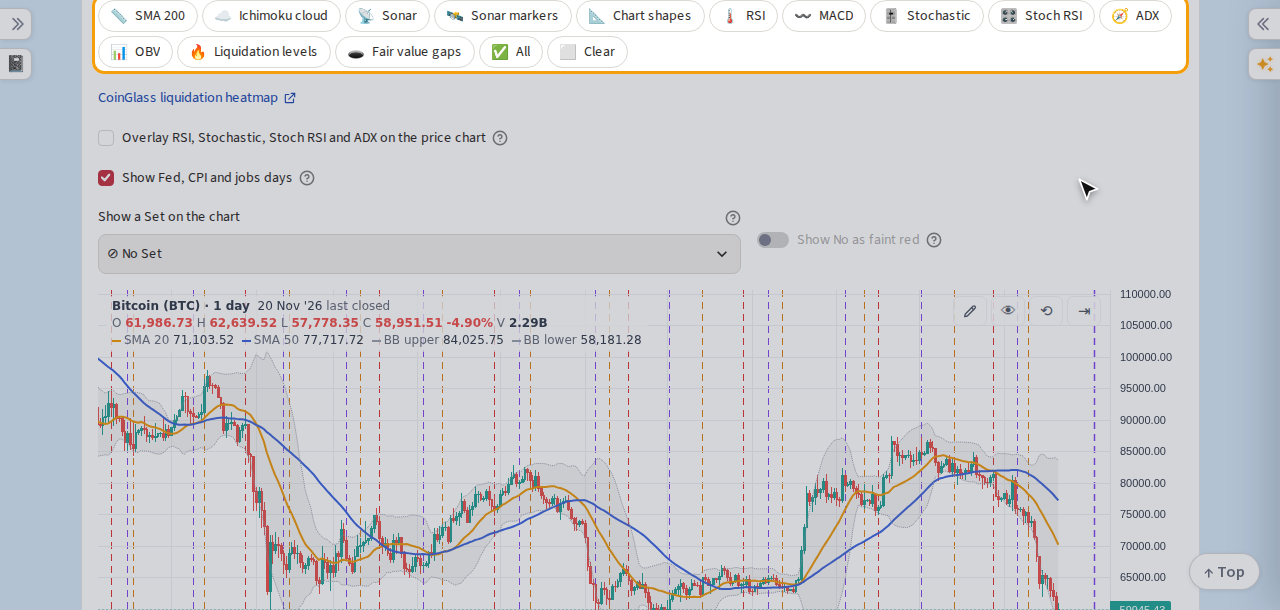 SMA 200 Ichimoku cloud Sonar Sonar markers Chart shapes RSI MACD Stochastic Stoch RSI ADX
OBV Liquidation levels Fair value gaps All Clear
CoinGlass liquidation heatmap
Overlay RSI, Stochastic, Stoch RSI and ADX on the price chart
Show Fed, CPI and jobs days
Show a Set on the chart
Show No as faint red
No Set
Bitcoin (BTC) · 1 day 20 Nov '26 last closed
O 61,986.73 H 62,639.52 L 57,778.35 C 58,951.51 -4.90% V 2.29B
SMA 20 71,103.52 SMA 50 77,717.72 BB upper 84,025.75 BB lower 58,181.28
110000.00
105000.00
100000.00
95000.00
90000.00
85000.00
80000.00
75000.00
70000.00
65000.00
↑ Top